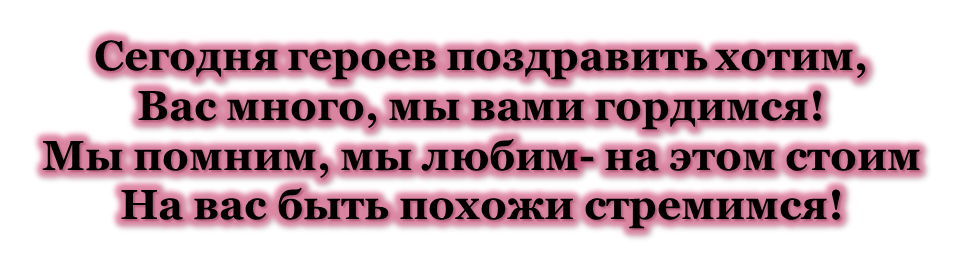 Сегодня героев поздравить хотим,
Вас много, мы вами гордимся!
Мы помним, мы любим- на этом стоим
На вас быть похожи стремимся!